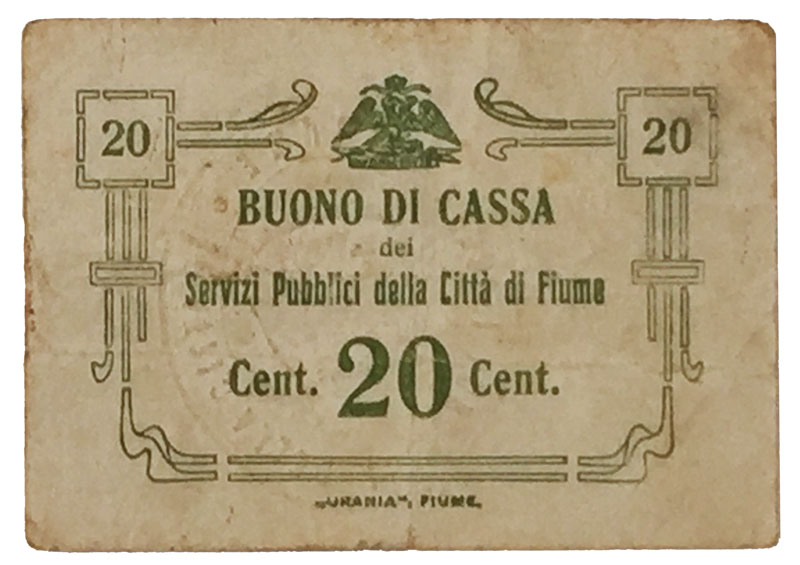 20 20
BUONO DI CASSA
dei
Servizi Pubblici della Città di Fiume
Cent. 20 Cent.
„URANIA“, FIUME.